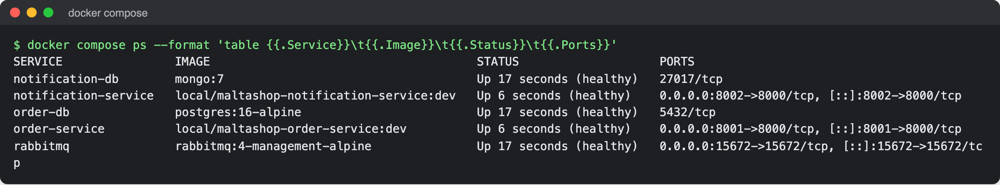 docker compose
$ docker compose ps --format 'table {{.Service}}\t{{.Image}}\t{{.Status}}\t{{.Ports}}'
SERVICE                IMAGE                                      STATUS                    PORTS
notification-db        mongo:7                                    Up 17 seconds (healthy)   27017/tcp
notification-service   local/maltashop-notification-service:dev   Up 6 seconds (healthy)    0.0.0.0:8002->8000/tcp, [::]:8002->8000/tcp
order-db               postgres:16-alpine                         Up 17 seconds (healthy)   5432/tcp
order-service          local/maltashop-order-service:dev          Up 6 seconds (healthy)    0.0.0.0:8001->8000/tcp, [::]:8001->8000/tcp
rabbitmq               rabbitmq:4-management-alpine               Up 17 seconds (healthy)   0.0.0.0:15672->15672/tcp, [::]:15672->15672/tc
p